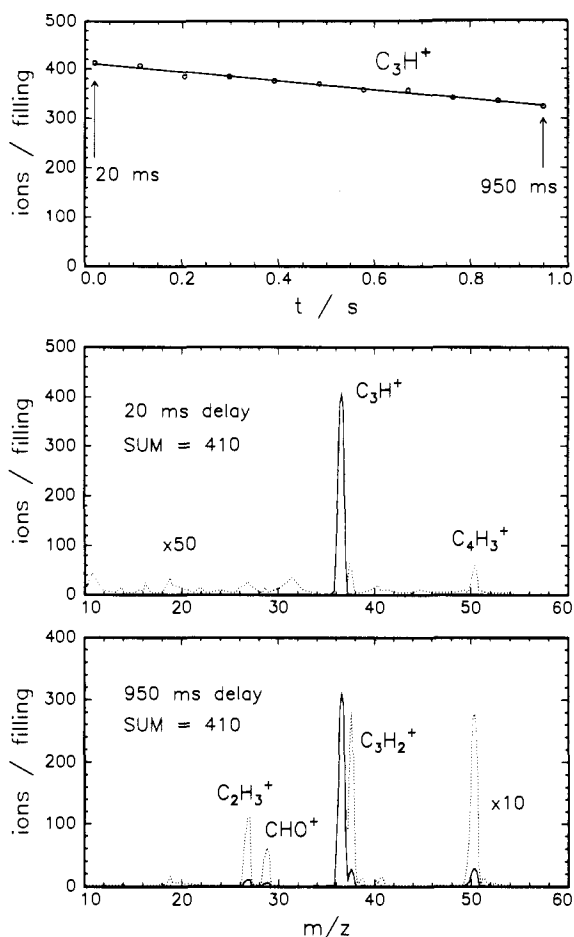 500
400
300
200
100
0
ions / filling
C₃H⁺
20 ms
950 ms
0.0 0.2 0.4 0.6 0.8 1.0
t / s
500
400
300
200
100
0
ions / filling
20 ms delay
SUM = 410
x50
C₃H⁺
C₄H₃⁺
10 20 30 40 50 60
400
300
200
100
0
ions / filling
950 ms delay
SUM = 410
C₂H₃⁺
CHO⁺
C₃H₂⁺
x10
10 20 30 40 50 60
m/z